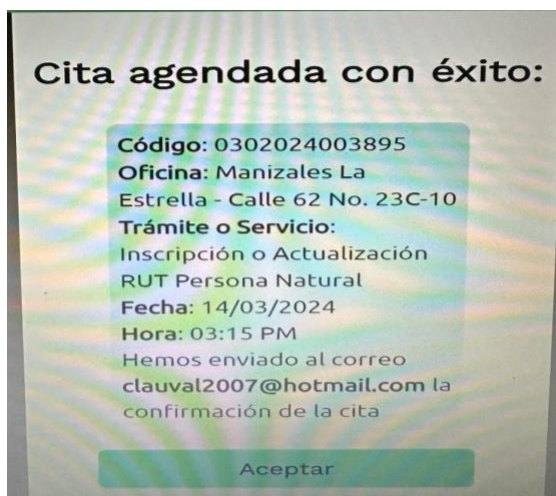 Cita agendada con éxito:
Código: 0302024003895
Oficina: Manizales La
Estrella - Calle 62 No. 23C-10
Trámite o Servicio:
Inscripción o Actualización
RUT Persona Natural
Fecha: 14/03/2024
Hora: 03:15 PM
Hemos enviado al correo
clauval2007@hotmail.com la
confirmación de la cita
Aceptar